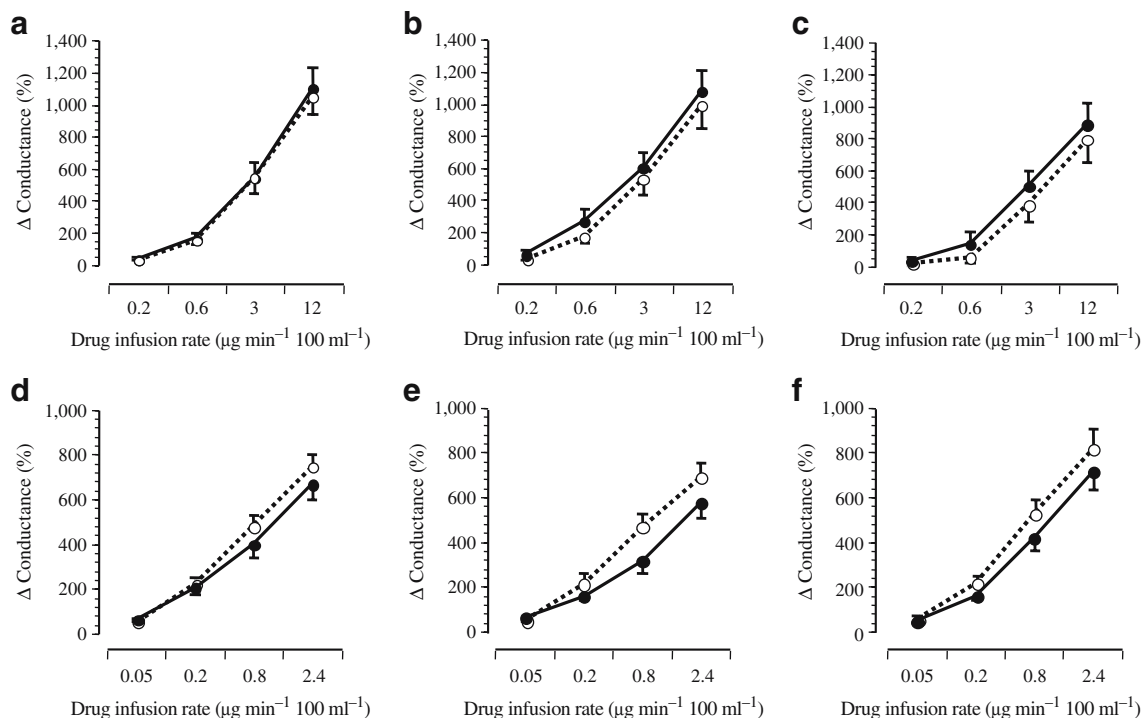 a
1,400
1,200
1,000
800
600
400
200
0
Δ Conductance (%)
0.2 0.6 3 12
Drug infusion rate (μg min⁻¹ 100 ml⁻¹)
b
1,400
1,200
1,000
800
600
400
200
0
Δ Conductance (%)
0.2 0.6 3 12
Drug infusion rate (μg min⁻¹ 100 ml⁻¹)
c
1,400
1,200
1,000
800
600
400
200
0
Δ Conductance (%)
0.2 0.6 3 12
Drug infusion rate (μg min⁻¹ 100 ml⁻¹)
d
1,000
800
600
400
200
0
Δ Conductance (%)
0.05 0.2 0.8 2.4
Drug infusion rate (μg min⁻¹ 100 ml⁻¹)
e
1,000
800
600
400
200
0
Δ Conductance (%)
0.05 0.2 0.8 2.4
Drug infusion rate (μg min⁻¹ 100 ml⁻¹)
f
1,000
800
600
400
200
0
Δ Conductance (%)
0.05 0.2 0.8 2.4
Drug infusion rate (μg min⁻¹ 100 ml⁻¹)